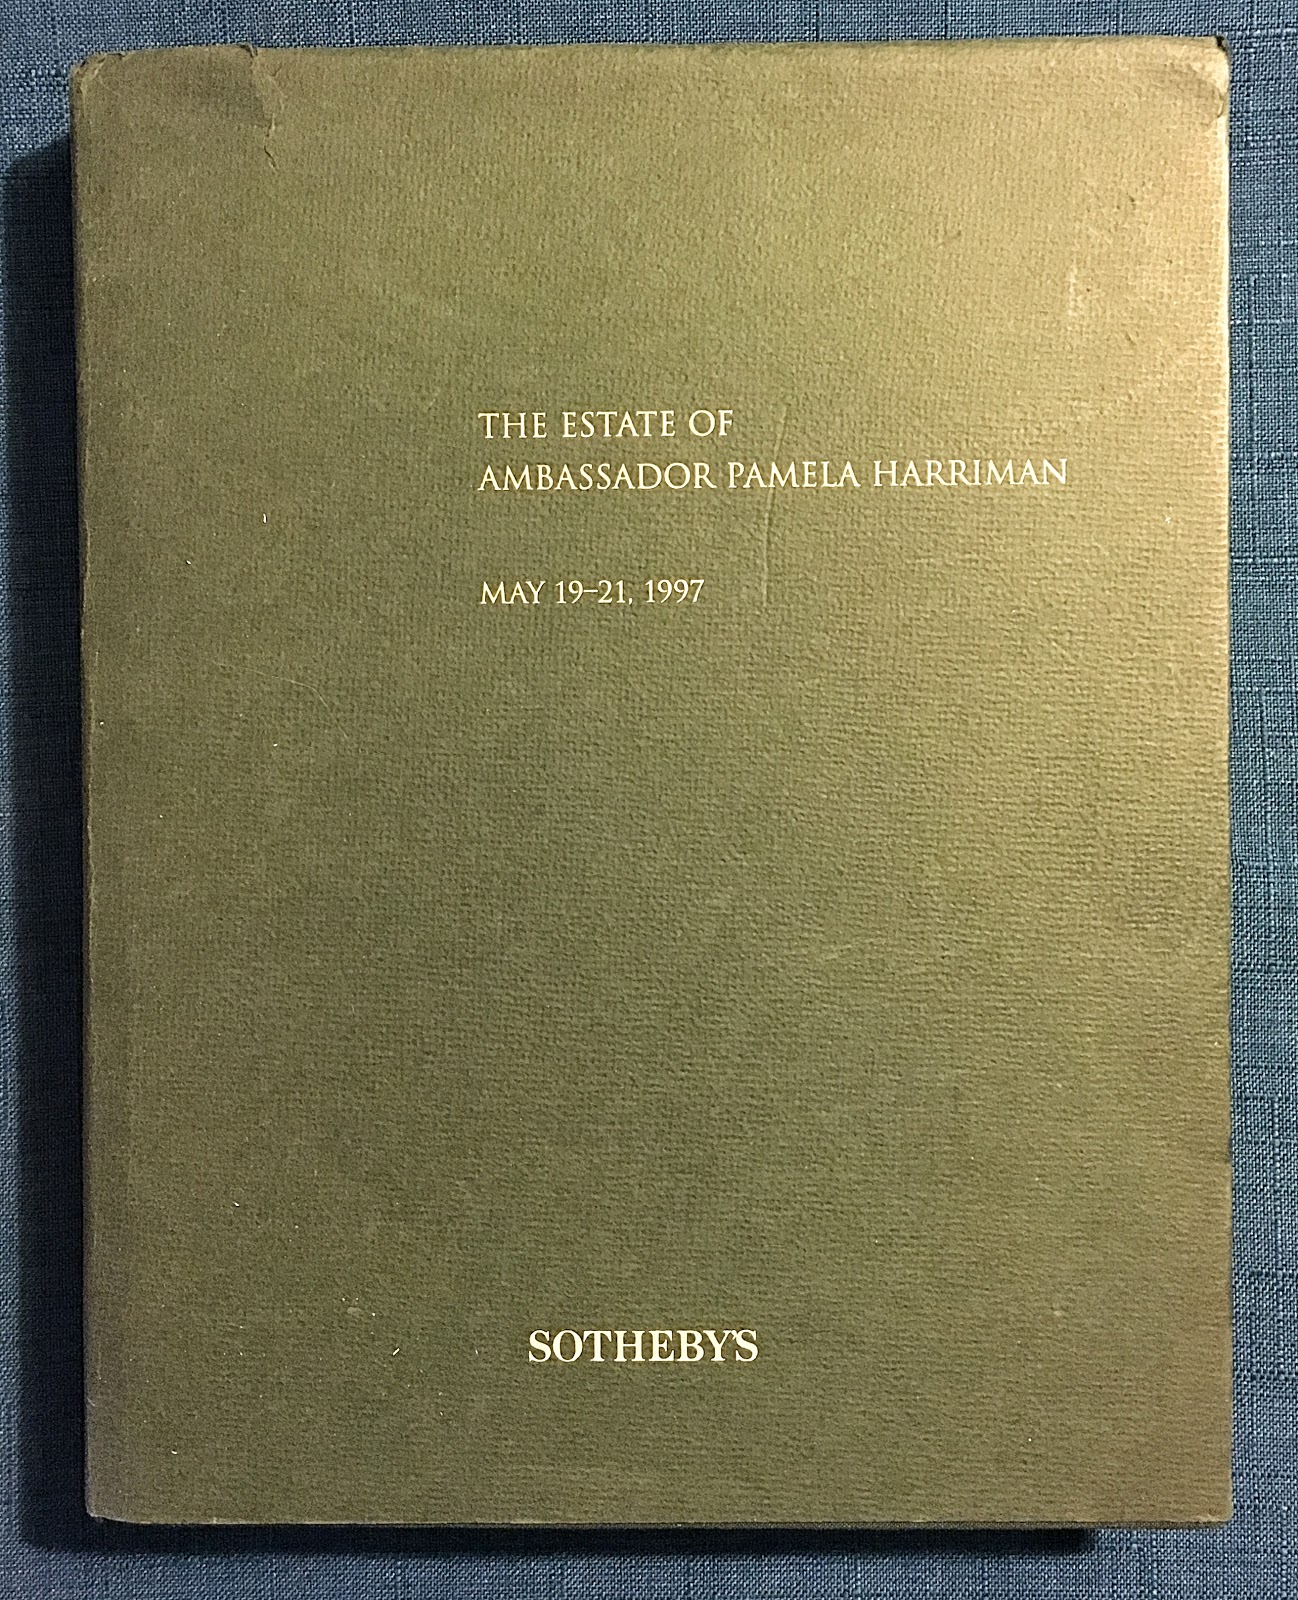 THE ESTATE OF
AMBASSADOR PAMELA HARRIMAN
MAY 19–21, 1997
SOTHEBY'S